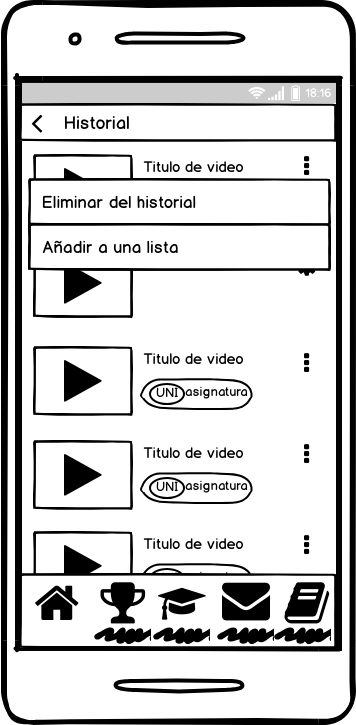 18:16
Historial
Titulo de video
Eliminar del historial
Añadir a una lista
Titulo de video
UNI asignatura
Titulo de video
UNI asignatura
Titulo de video